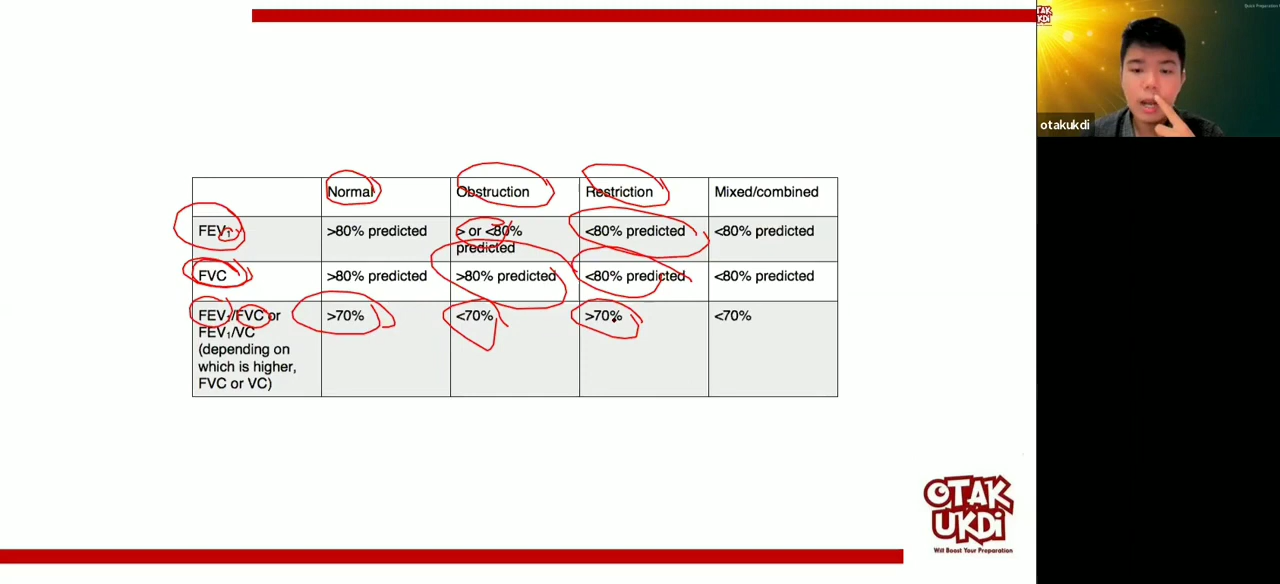 Normal
Obstruction
Restriction
Mixed/combined
FEV₁
>80% predicted
> or <80%
predicted
<80% predicted
<80% predicted
FVC
>80% predicted
>80% predicted
<80% predicted
<80% predicted
FEV₁/FVC or
FEV₁/VC
(depending on
which is higher,
FVC or VC)
>70%
<70%
>70%
<70%
OTAK
UKDI
Will Boost Your Preparation
OTAK
UKDI
otakukdi